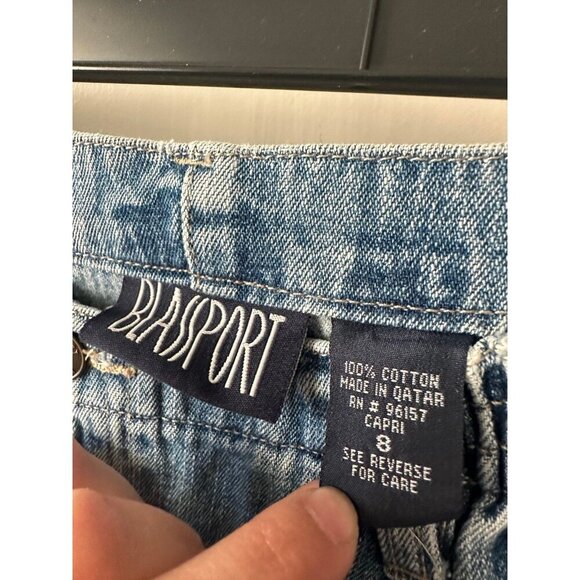 BLASSPORT
100% COTTON
MADE IN QATAR
RN # 96157
CAPRI
8
SEE REVERSE
FOR CARE